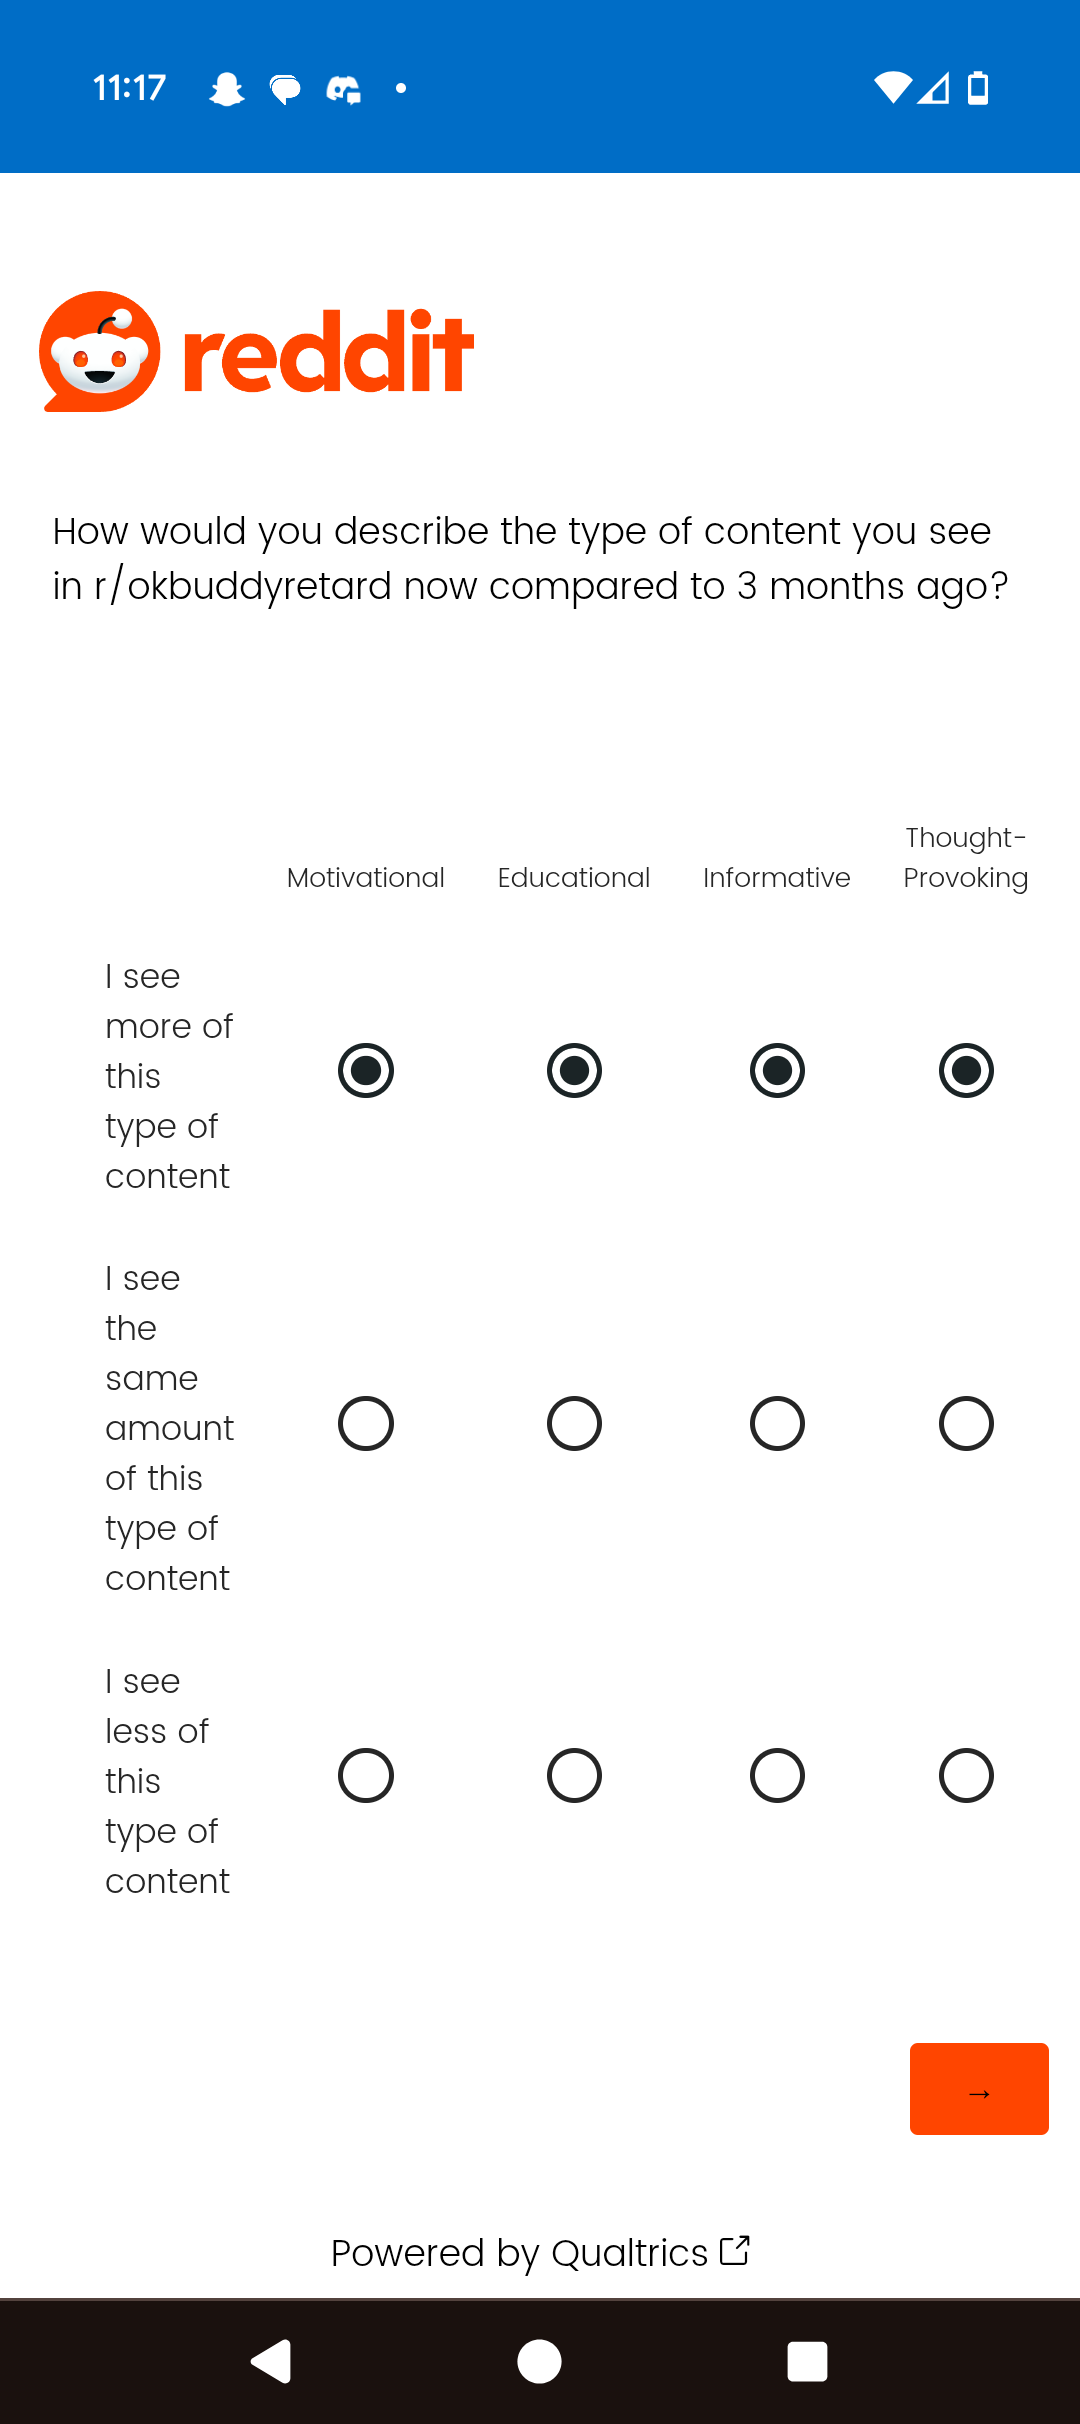 11:17
reddit
How would you describe the type of content you see
in r/okbuddyretard now compared to 3 months ago?
Motivational Educational Informative Thought-
Provoking
I see
more of
this
type of
content
I see
the
same
amount
of this
type of
content
I see
less of
this
type of
content
→
Powered by Qualtrics